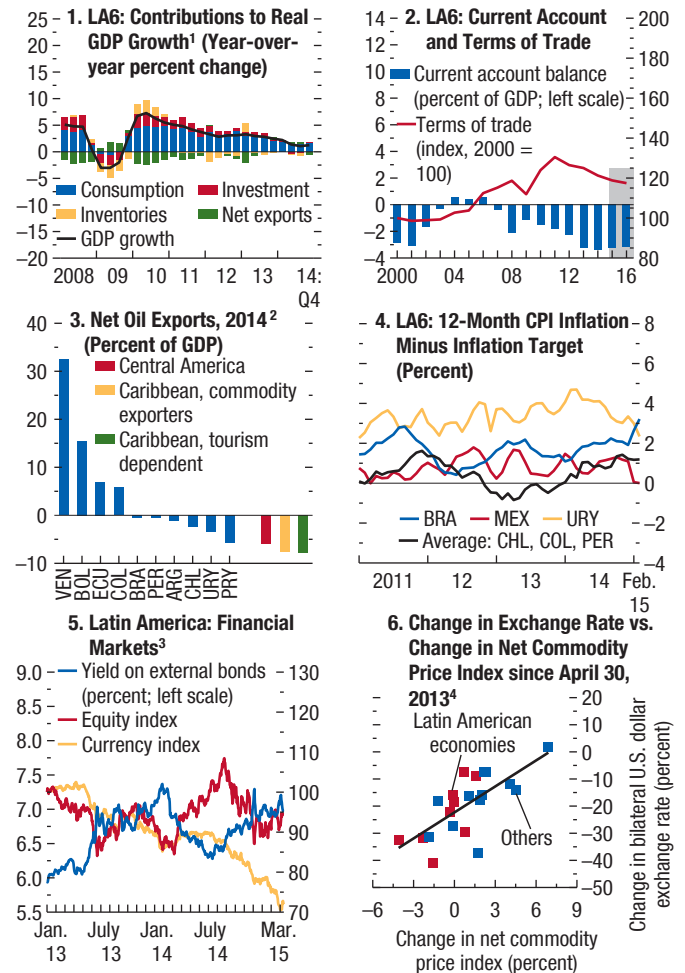 1. LA6: Contributions to Real
GDP Growth1 (Year-over-
year percent change)
25
20
15
10
5
0
−5
−10
−15
−20
Consumption
Investment
Inventories
Net exports
GDP growth
2008 09 10 11 12 13 14:
Q4
2. LA6: Current Account
and Terms of Trade
14
12
10
8
6
4
2
0
−2
−4
200
180
160
140
120
100
80
Current account balance
(percent of GDP; left scale)
Terms of trade
(index, 2000 =
100)
2000 04 08 12 16
3. Net Oil Exports, 2014 2
(Percent of GDP)
40
30
20
10
0
−10
Central America
Caribbean, commodity
exporters
Caribbean, tourism
dependent
VEN
BOL
ECU
COL
BRA
PER
ARG
CHL
URY
PRY
4. LA6: 12-Month CPI Inflation
Minus Inflation Target
(Percent)
8
6
4
2
0
−2
−4
BRA MEX URY
Average: CHL, COL, PER
2011 12 13 14 Feb.
15
5. Latin America: Financial
Markets3
9.0
8.5
8.0
7.5
7.0
6.5
6.0
5.5
130
120
110
100
90
80
70
Yield on external bonds
(percent; left scale)
Equity index
Currency index
Jan. July Jan. July Mar.
13 13 14 14 15
6. Change in Exchange Rate vs.
Change in Net Commodity
Price Index since April 30,
20134
20
10
0
−10
−20
−30
−40
−50
Latin American
economies
Others
−6 −3 0 3 6 9
Change in net commodity
price index (percent)
Change in bilateral U.S. dollar
exchange rate (percent)